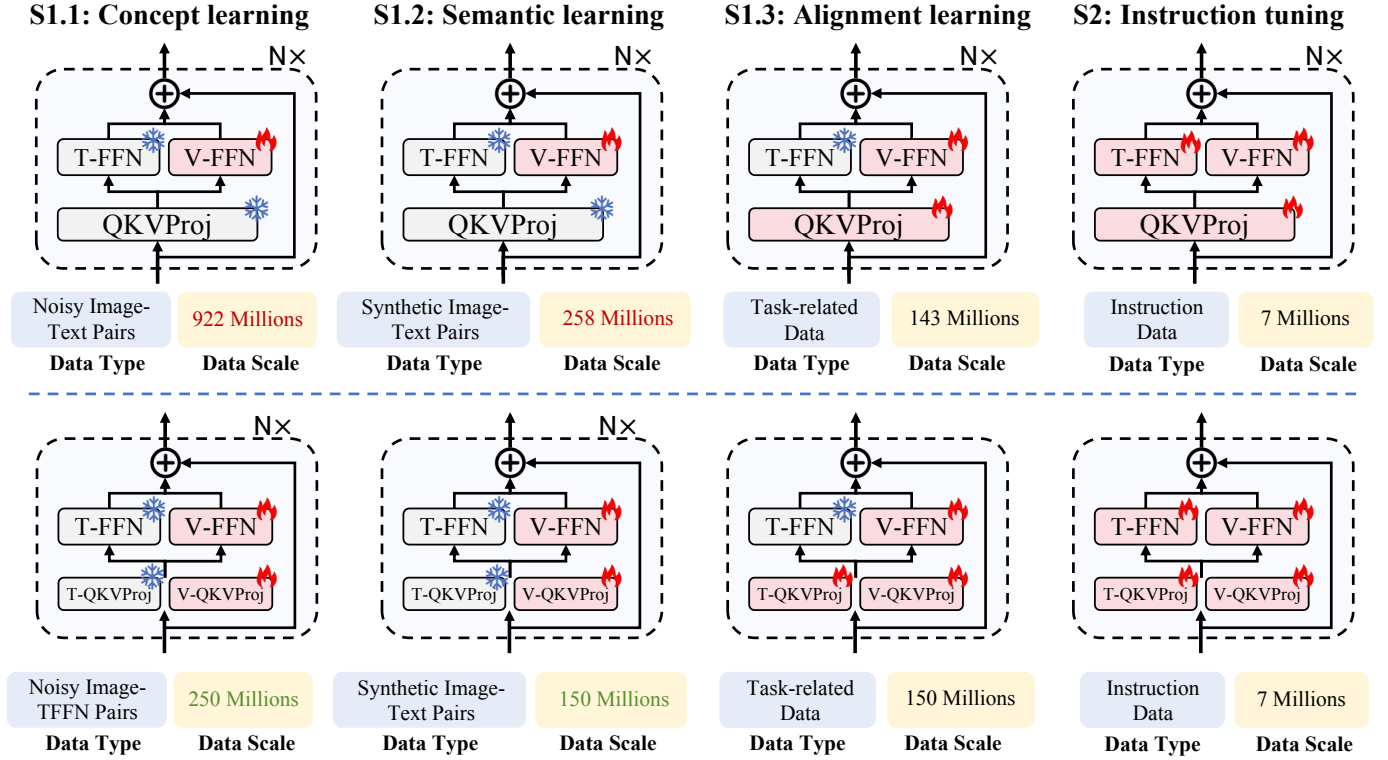 S1.1: Concept learning
S1.2: Semantic learning
S1.3: Alignment learning
S2: Instruction tuning
N×
T-FFN
V-FFN
QKVProj
N×
T-FFN
V-FFN
QKVProj
T-FFN
V-FFN
QKVProj
T-FFN
V-FFN
QKVProj
Noisy Image-
Text Pairs
922 Millions
Data Type
Data Scale
Synthetic Image-
Text Pairs
258 Millions
Data Type
Data Scale
Task-related
Data
143 Millions
Data Type
Data Scale
Instruction
Data
7 Millions
Data Type
Data Scale
N×
T-FFN
V-FFN
T-QKVProj
V-QKVProj
N×
T-FFN
V-FFN
T-QKVProj
V-QKVProj
T-FFN
V-FFN
T-QKVProj
V-QKVProj
T-FFN
V-FFN
T-QKVProj
V-QKVProj
Noisy Image-
TFFN Pairs
250 Millions
Data Type
Data Scale
Synthetic Image-
Text Pairs
150 Millions
Data Type
Data Scale
Task-related
Data
150 Millions
Data Type
Data Scale
Instruction
Data
7 Millions
Data Type
Data Scale